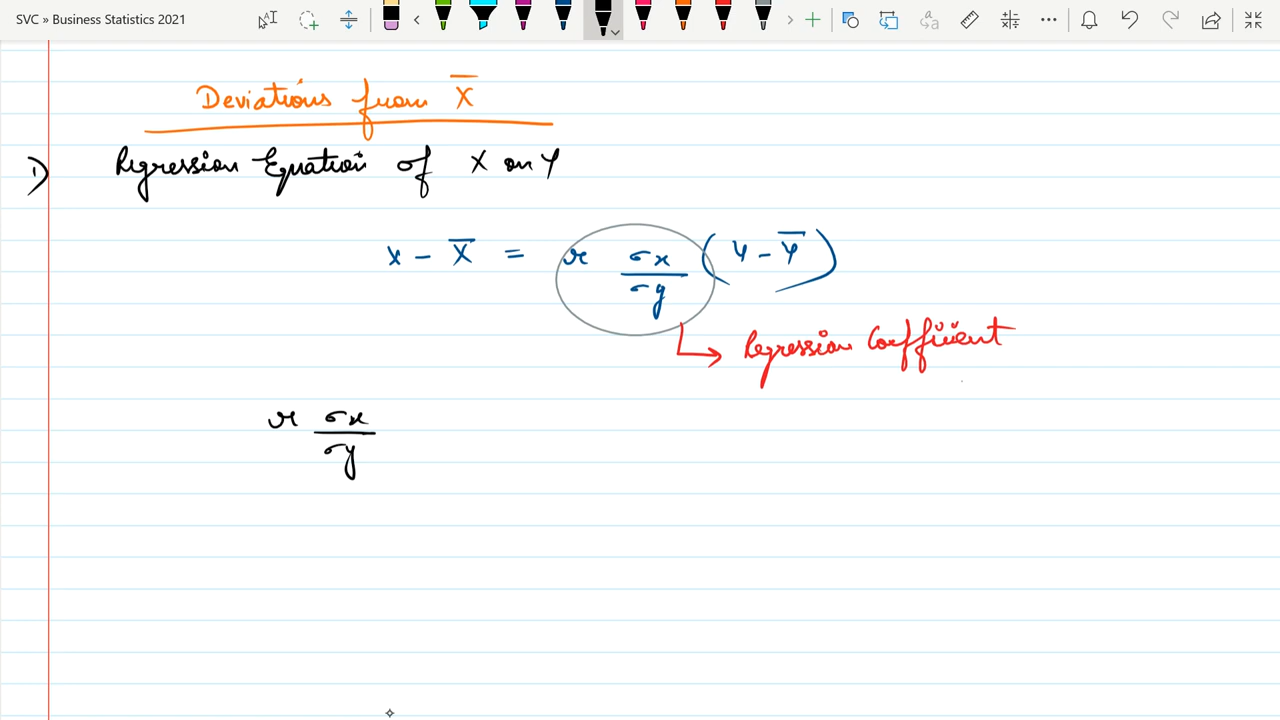 SVC » Business Statistics 2021
Deviations from X̅
1) Regression Equation of X on Y
x - X̅ = r σx/σy (Y - Y̅)
Regression Coefficient
r σx/σy